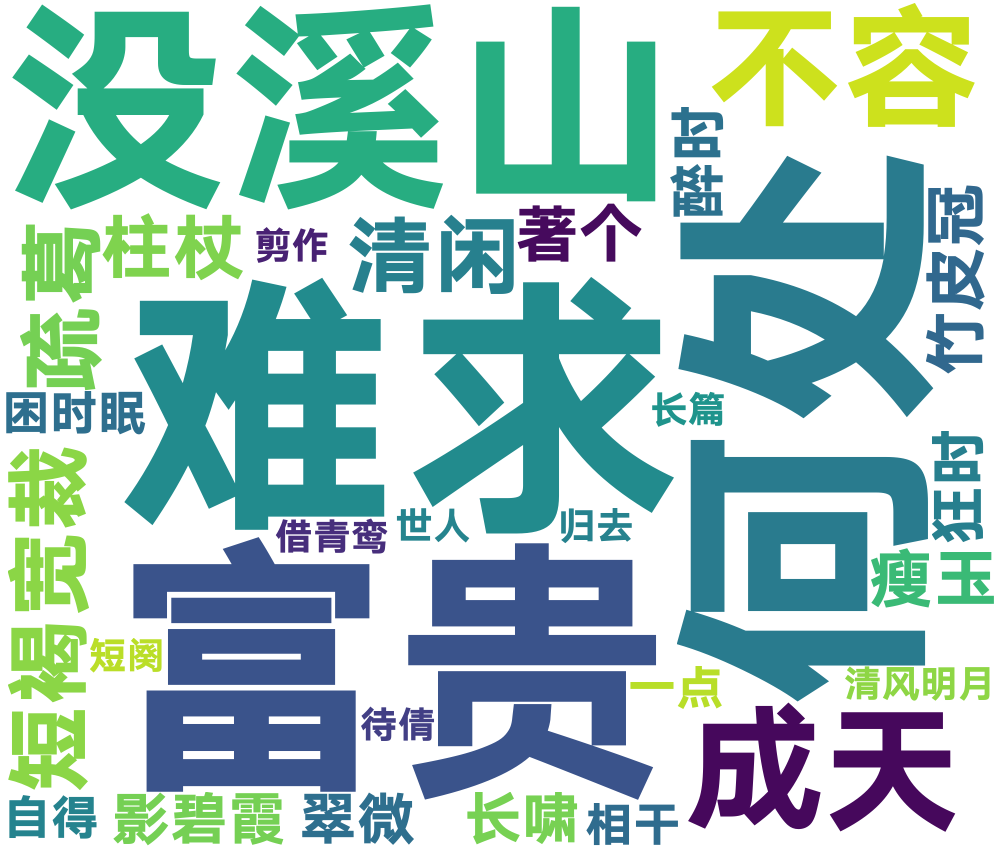 没溪山
不容
醉时
何处
竹皮冠
疏葛
柱杖
剪作
清闲
著个
难求
困时眠
长篇
狂时
短褐宽裁
借青鸾
世人
归去
瘦玉
富贵
短阕
一点
清风明月
待倩
成天
自得
影碧霞
翠微
长啸
相干